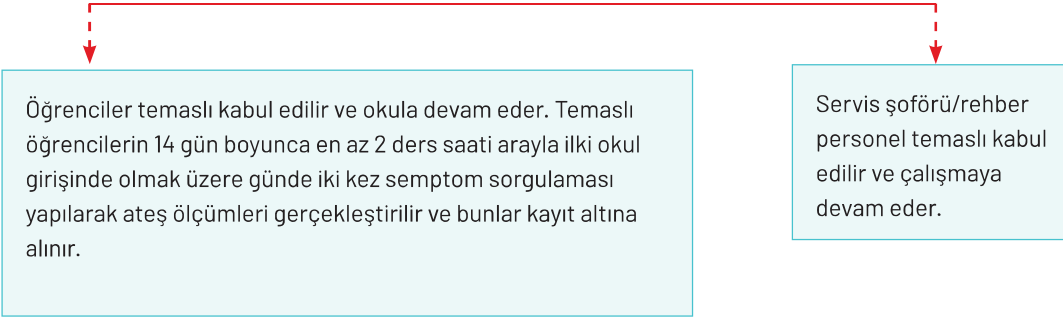 Öğrenciler temaslı kabul edilir ve okula devam eder. Temaslı
öğrencilerin 14 gün boyunca en az 2 ders saati arayla ilki okul
girişinde olmak üzere günde iki kez semptom sorgulaması
yapılarak ateş ölçümleri gerçekleştirilir ve bunlar kayıt altına
alınır.
Servis şoförü/rehber
personel temaslı kabul
edilir ve çalışmaya
devam eder.